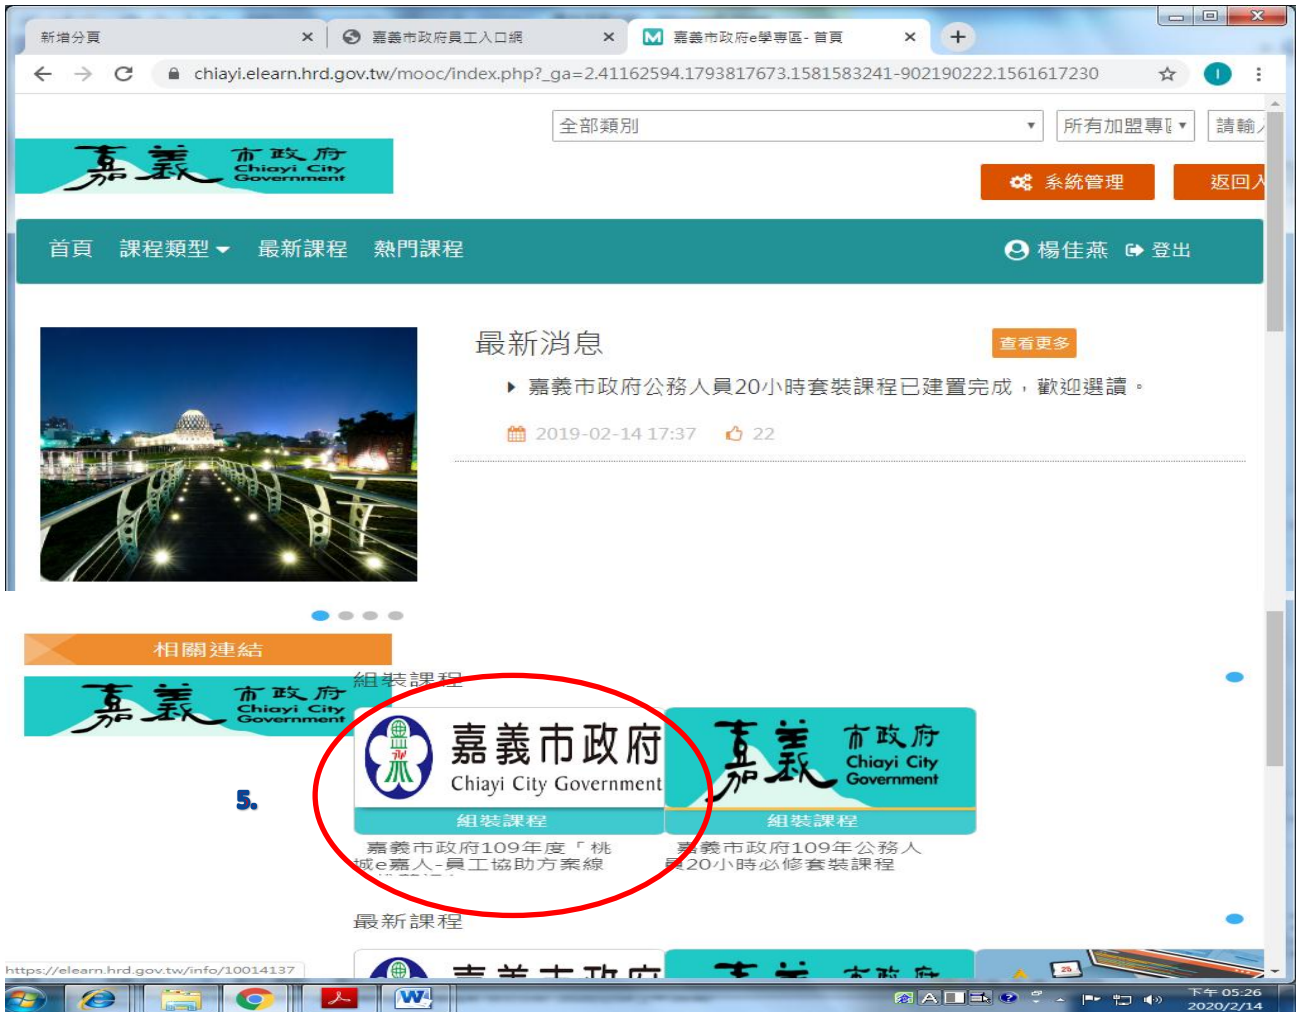 新增分頁
嘉義市政府員工入口網
嘉義市政府e學專區- 首頁
chiayi.elearn.hrd.gov.tw/mooc/index.php?_ga=2.41162594.1793817673.1581583241-902190222.1561617230
I
全部類別
所有加盟專
請輸
嘉義市政府
Chiayi City
Government
系統管理
返回
首頁 課程類型 最新課程 熱門課程
楊佳燕 登出
最新消息
查看更多
嘉義市政府公務人員20小時套裝課程已建置完成，歡迎選讀。
2019-02-14 17:37 22
相關連結
嘉義市政府
Chiayi City
Government
組裝課程
嘉義市政府
Chiayi City Government
組裝課程
嘉義市政府
Chiayi City
Government
組裝課程
5.
嘉義市政府109年度「桃
城e嘉人-員工協助方案線
嘉義市政府109年公務人
員20小時必修套裝課程
最新課程
https://elearn.hrd.gov.tw/info/10014137
25
下午 05:26
2020/2/14